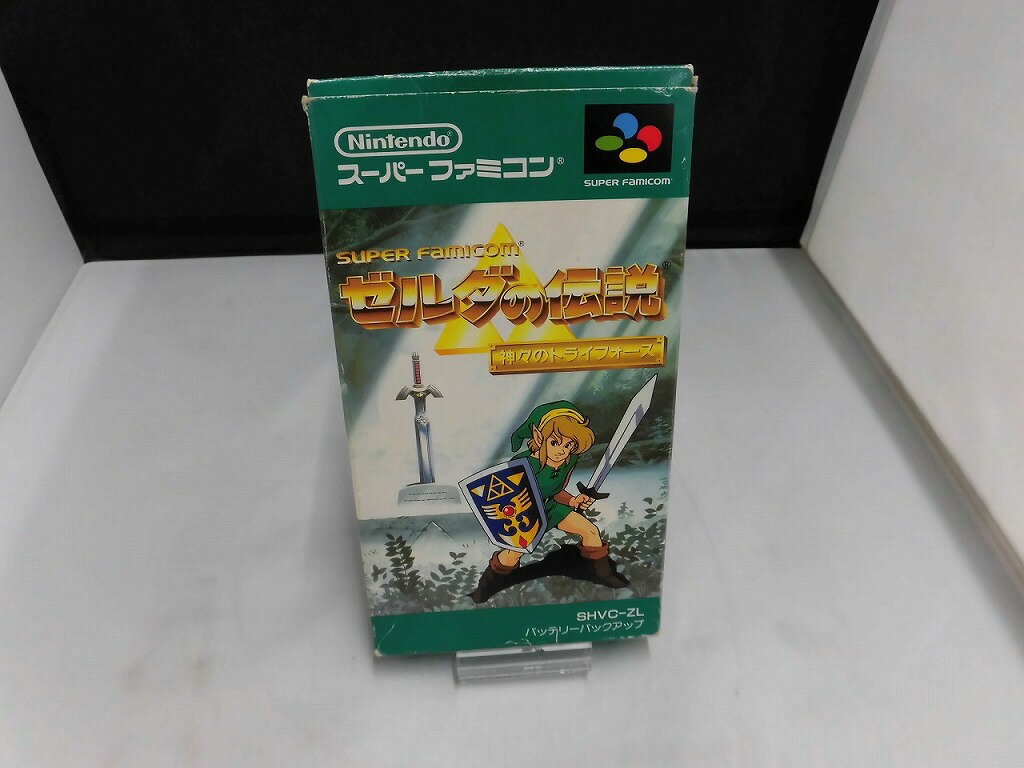 Nintendo®
スーパーファミコン®
SUPER FAMICOM
SUPER FAMICOM®
ゼルダの伝説®
神々のトライフォース
SHVC-ZL
バッテリーバックアップ